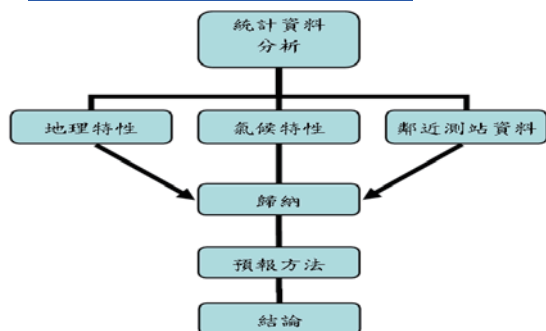 統計資料
分析
地理特性
氣候特性
鄰近測站資料
歸納
預報方法
結論